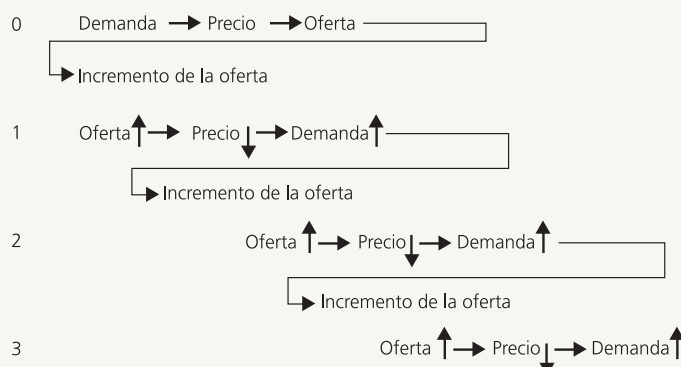 0 Demanda Precio Oferta
Incremento de la oferta
1 Oferta Precio Demanda
Incremento de la oferta
2 Oferta Precio Demanda
Incremento de la oferta
3 Oferta Precio Demanda